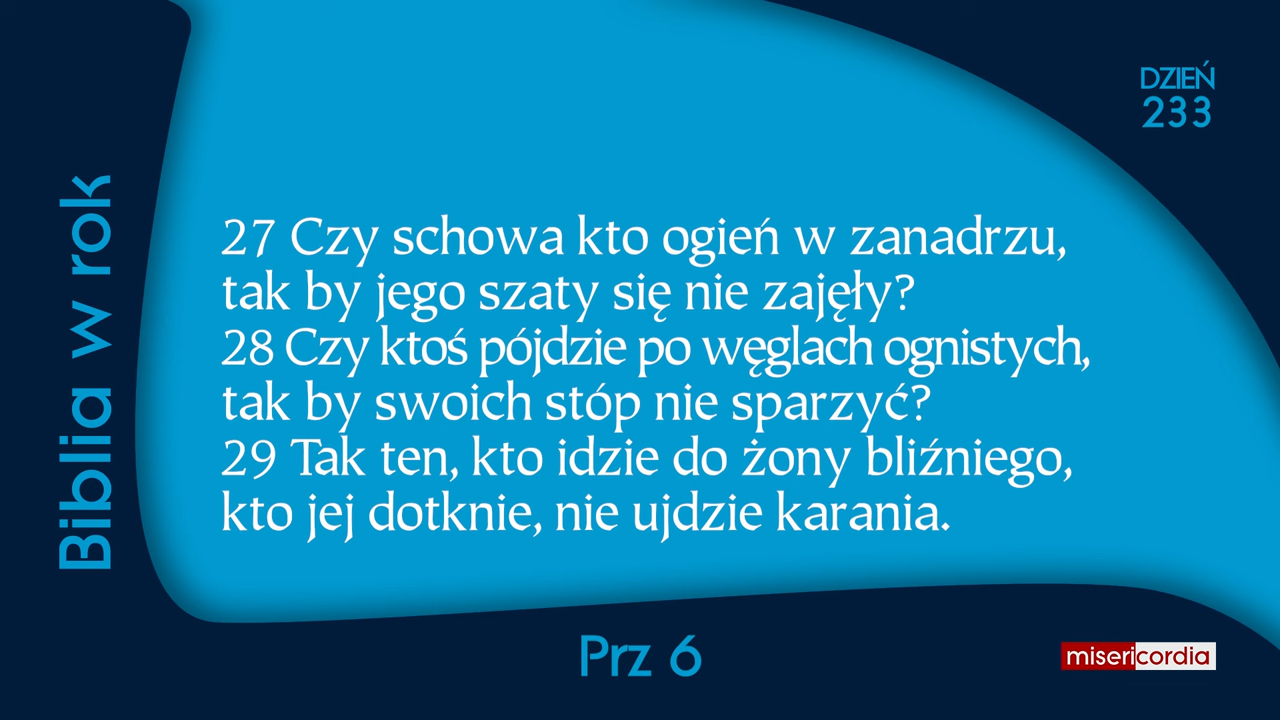 DZIEŃ
233
Biblia w rok
27 Czy schowa kto ogień w zanadrzu,
tak by jego szaty się nie zajęły?
28 Czy ktoś pójdzie po węglach ognistych,
tak by swoich stóp nie sparzyć?
29 Tak ten, kto idzie do żony bliźniego,
kto jej dotknie, nie ujdzie karania.
Prz 6
misericordia